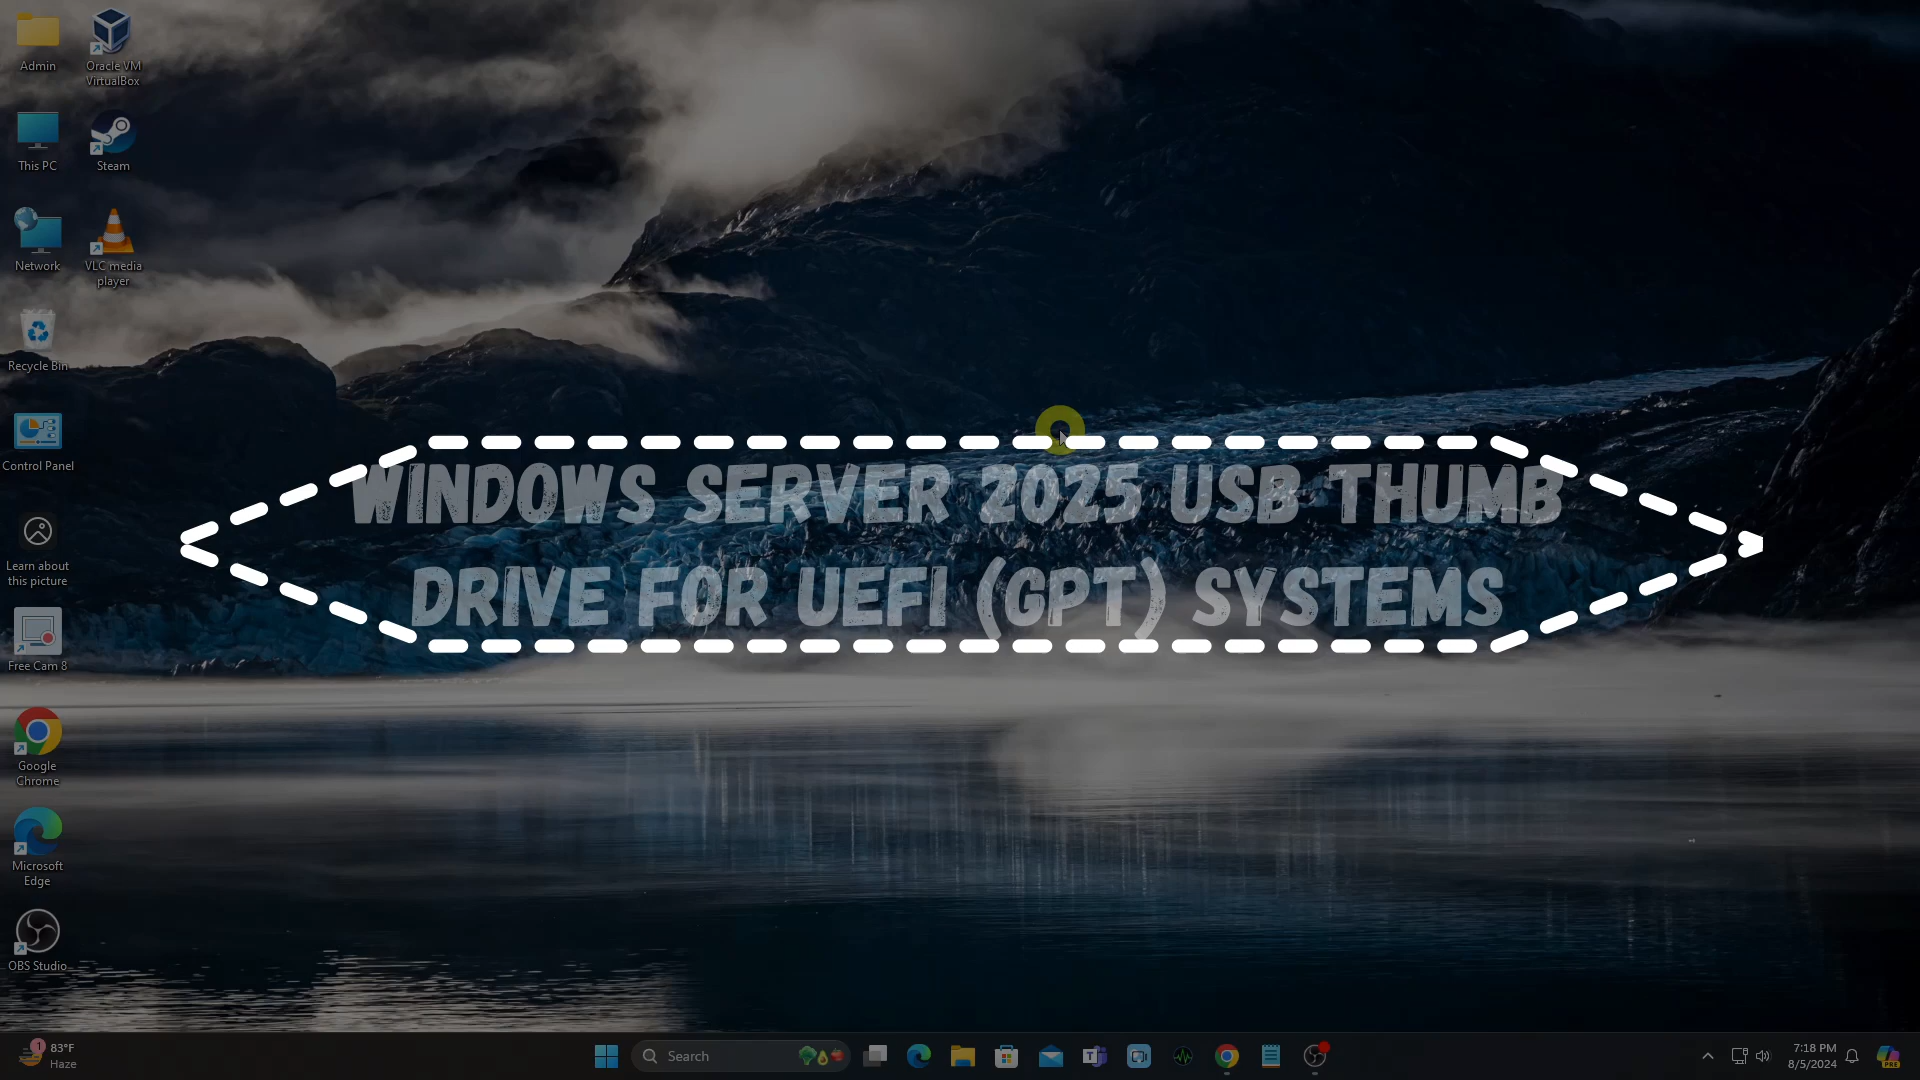 Admin
Oracle VM
VirtualBox
This PC
Steam
Network
VLC media
player
Recycle Bin
Control Panel
Learn about
this picture
Free Cam 8
Google
Chrome
Microsoft
Edge
OBS Studio
WINDOWS SERVER 2025 USB THUMB
DRIVE FOR UEFI (GPT) SYSTEMS
1
83°F
Haze
Search
7:18 PM
8/5/2024
PRE